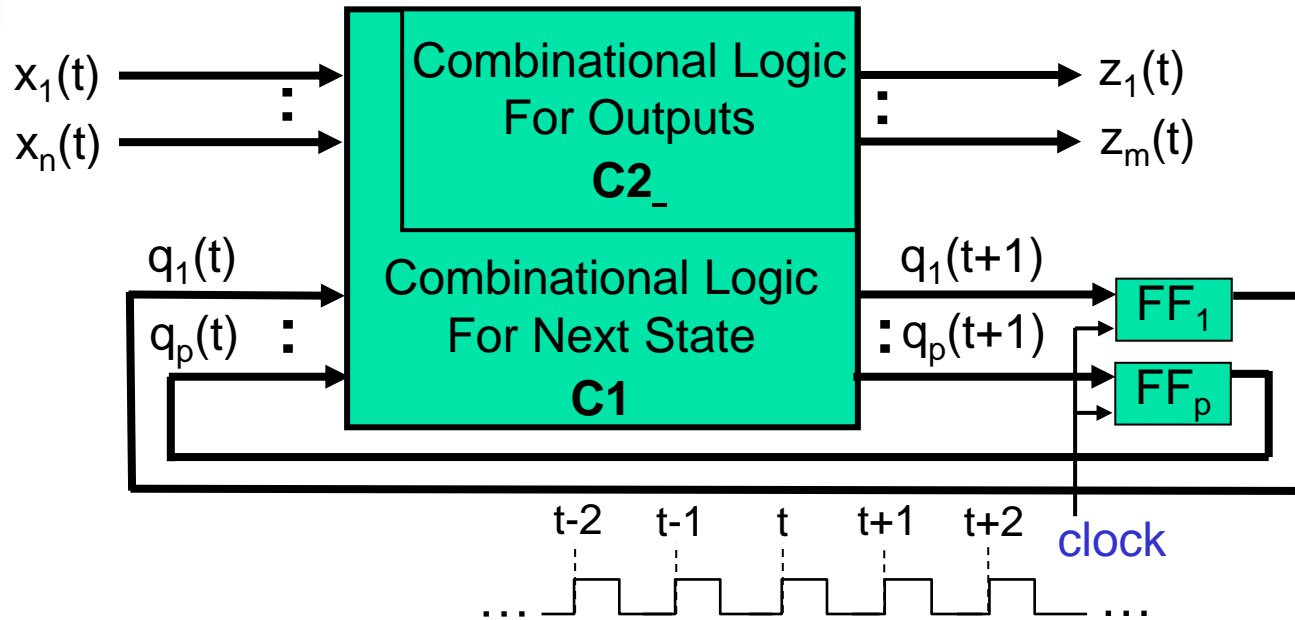 x₁(t)
:
xₙ(t)
Combinational Logic
For Outputs
C2_
z₁(t)
:
zₘ(t)
q₁(t)
:
qₚ(t)
Combinational Logic
For Next State
C1
q₁(t+1)
:
qₚ(t+1)
FF₁
FFₚ
clock
t-2 t-1 t t+1 t+2
... ...